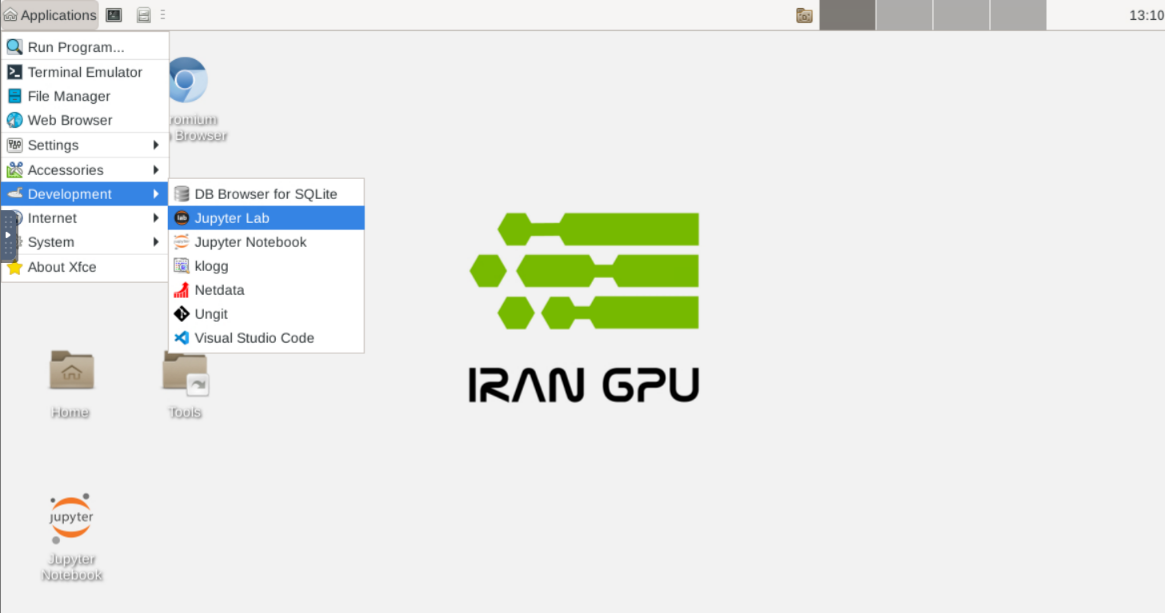 Applications
13:10
Run Program...
Terminal Emulator
File Manager
Web Browser
Settings
Accessories
Development
Internet
System
About Xfce
DB Browser for SQLite
Jupyter Lab
Jupyter Notebook
klogg
Netdata
Ungit
Visual Studio Code
romium
Browser
lab
IRAN GPU
Home
Tools
jupyter
Jupyter
Notebook